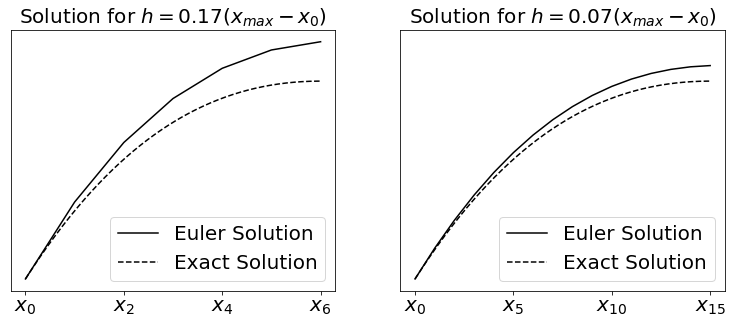 Solution for h = 0.17(x_max − x_0)
Euler Solution
Exact Solution
x_0 x_2 x_4 x_6
Solution for h = 0.07(x_max − x_0)
Euler Solution
Exact Solution
x_0 x_5 x_10 x_15